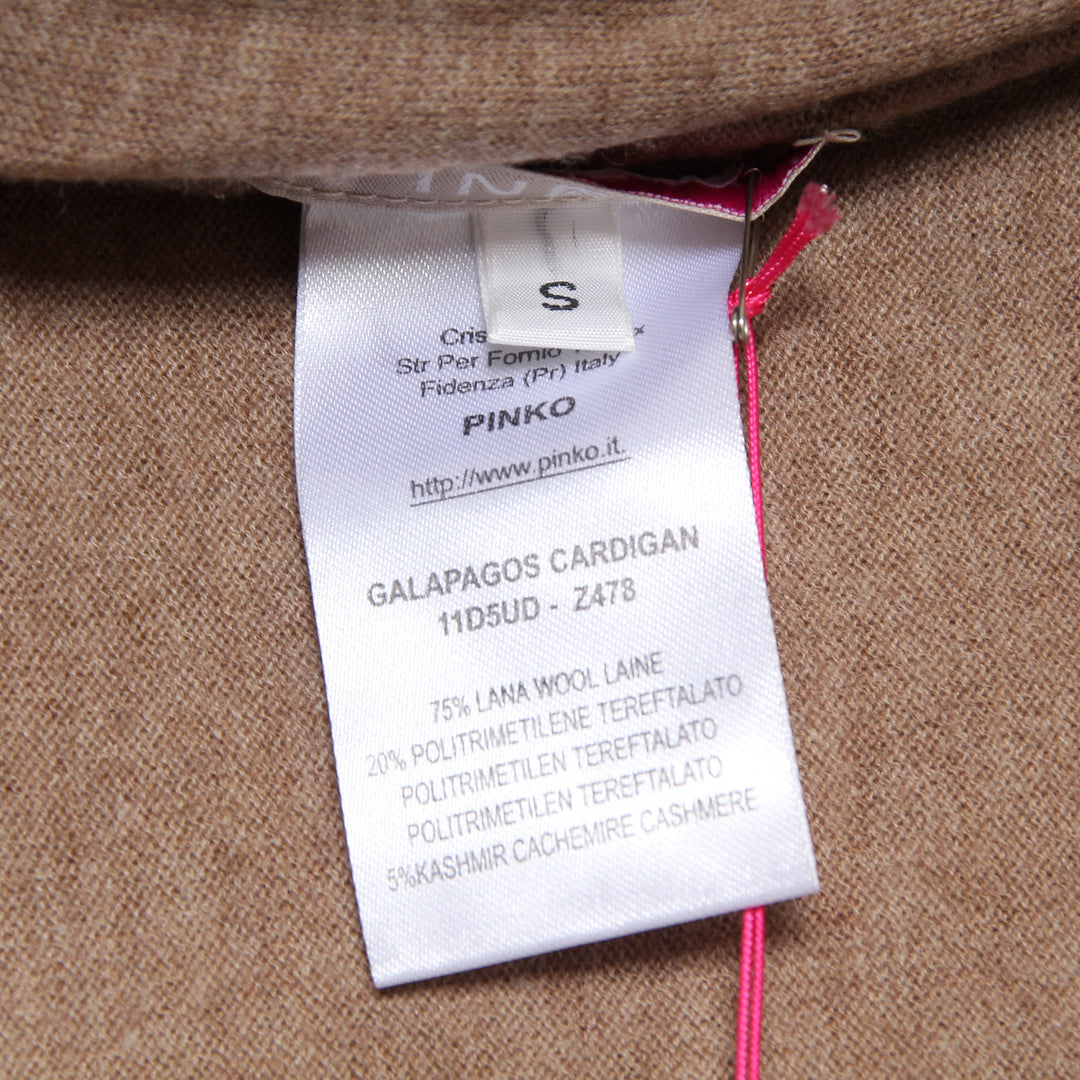 S
Str Per Fornio
Fidenza (Pr) Italy
PINKO
http://www.pinko.it.
GALAPAGOS CARDIGAN
11D5UD - Z478
75% LANA WOOL LAINE
20% POLITRIMETILENE TEREFTALATO
POLITRIMETILEN TEREFTALATO
POLITRIMETILEN TEREFTALATO
5%KASHMIR CACHEMIRE CASHMERE